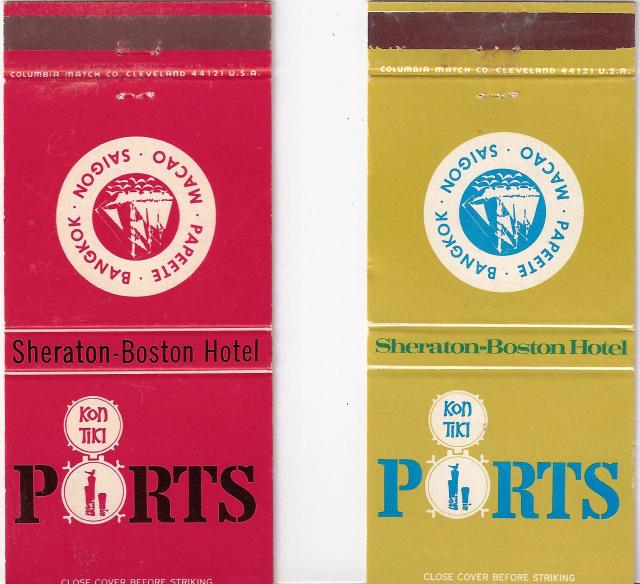 COLUMBIA MATCH CO. CLEVELAND 44121 U.S.A.
PAPEETE · BANGKOK · SAIGON · MACAO ·
Sheraton-Boston Hotel
KON
TIKI
PORTS
CLOSE COVER BEFORE STRIKING
COLUMBIA MATCH CO. CLEVELAND 44121 U.S.A.
PAPEETE · BANGKOK · SAIGON · MACAO ·
Sheraton-Boston Hotel
KON
TIKI
PORTS
CLOSE COVER BEFORE STRIKING